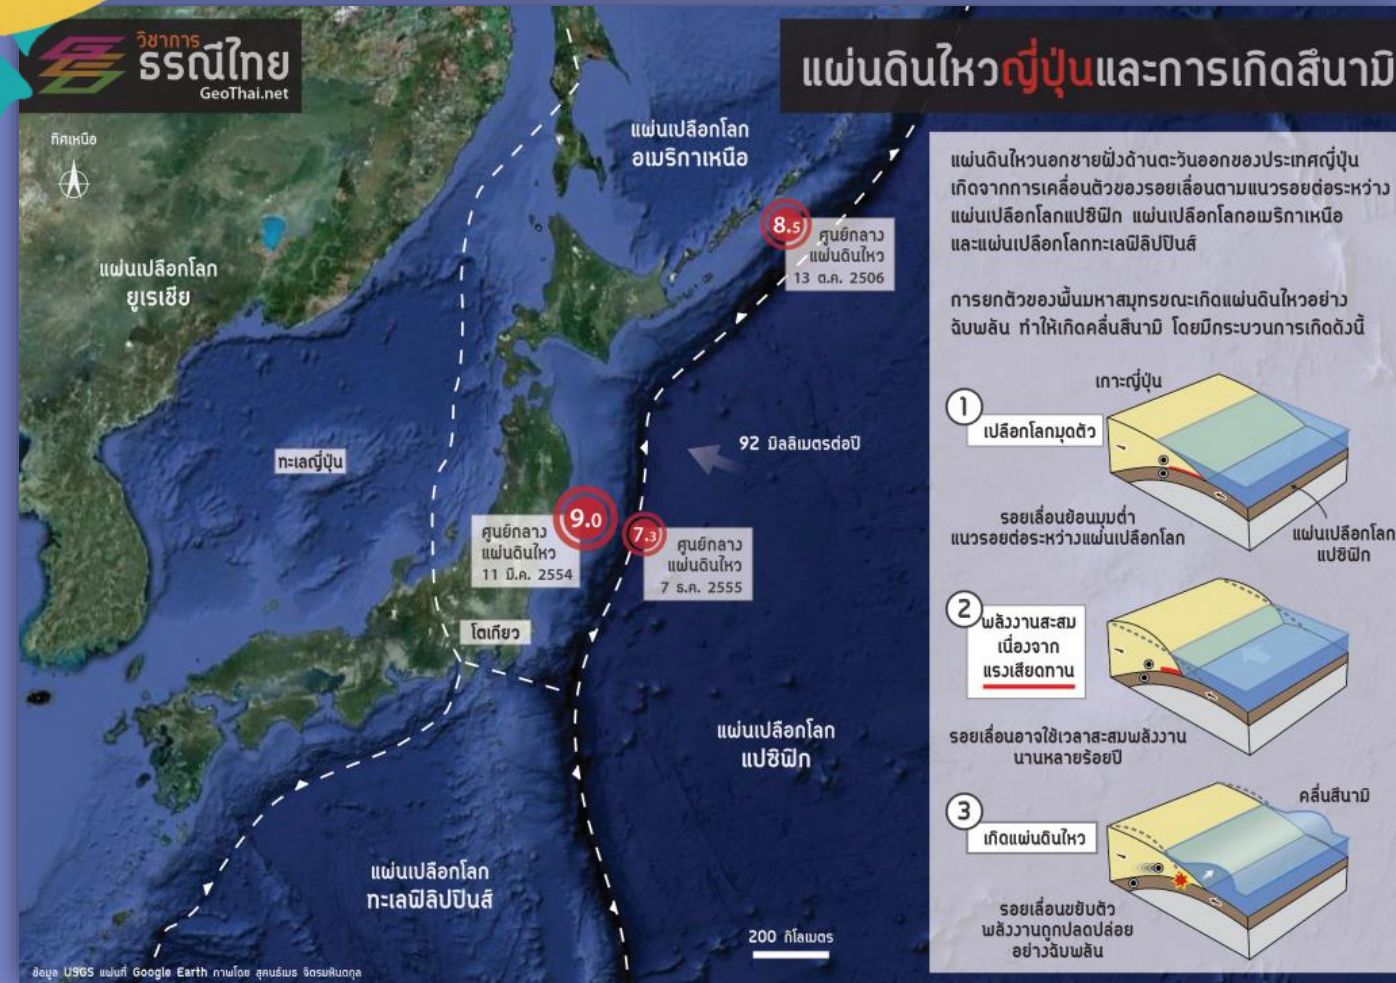 วิชาการ
ธรณีไทย
GeoThai.net
แผ่นดินไหวญี่ปุ่นและการเกิดสึนามิ
ทิศเหนือ
แผ่นเปลือกโลก
อเมริกาเหนือ
แผ่นเปลือกโลก
ยูเรเชีย
8.5
ศูนย์กลาง
แผ่นดินไหว
13 ต.ค. 2506
ทะเลญี่ปุ่น
92 มิลลิเมตรต่อปี
9.0
ศูนย์กลาง
แผ่นดินไหว
11 มี.ค. 2554
7.3
ศูนย์กลาง
แผ่นดินไหว
7 ธ.ค. 2555
โตเกียว
แผ่นเปลือกโลก
แปซิฟิก
แผ่นเปลือกโลก
ทะเลฟิลิปปินส์
200 กิโลเมตร
ข้อมูล USGS แผ่นที่ Google Earth ภาพโดย สุคนธ์เมธ จิตรมหันตกุล
แผ่นดินไหวนอกชายฝั่งด้านตะวันออกของประเทศญี่ปุ่น
เกิดจากการเคลื่อนตัวของรอยเลื่อนตามแนวรอยต่อระหว่าง
แผ่นเปลือกโลกแปซิฟิก แผ่นเปลือกโลกอเมริกาเหนือ
และแผ่นเปลือกโลกทะเลฟิลิปปินส์
การยกตัวของพื้นมหาสมุทรขณะเกิดแผ่นดินไหวอย่าง
ฉับพลัน ทำให้เกิดคลื่นสึนามิ โดยมีกระบวนการเกิดดังนี้
เกาะญี่ปุ่น
1
เปลือกโลกมุดตัว
รอยเลื่อนย้อนมุมต่ำ
แนวรอยต่อระหว่างแผ่นเปลือกโลก
แผ่นเปลือกโลก
แปซิฟิก
2
พลังงานสะสม
เนื่องจาก
แรงเสียดทาน
รอยเลื่อนอาจใช้เวลาสะสมพลังงาน
นานหลายร้อยปี
คลื่นสึนามิ
3
เกิดแผ่นดินไหว
รอยเลื่อนขยับตัว
พลังงานถูกปลดปล่อย
อย่างฉับพลัน